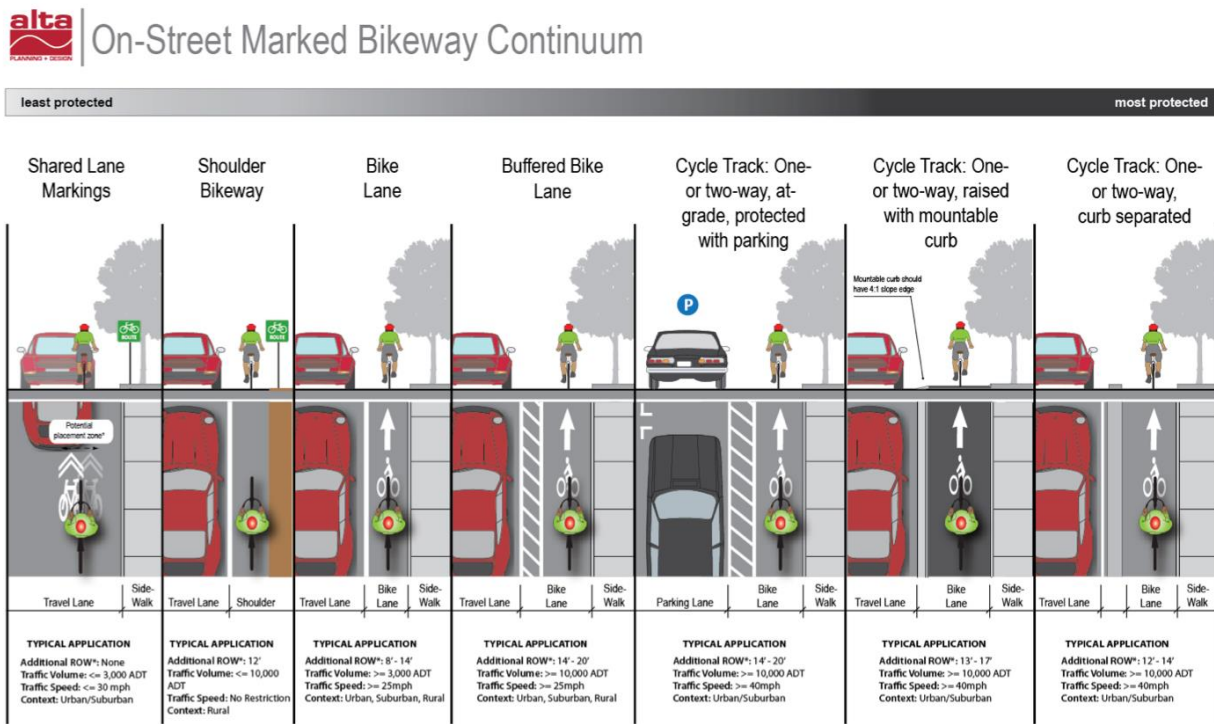 alta
PLANNING + DESIGN
On-Street Marked Bikeway Continuum
least protected
most protected
Shared Lane
Markings
Shoulder
Bikeway
Bike
Lane
Buffered Bike
Lane
Cycle Track: One-
or two-way, at-
grade, protected
with parking
Cycle Track: One-
or two-way, raised
with mountable
curb
Cycle Track: One-
or two-way,
curb separated
ROUTE
ROUTE
P
Mountable curb should
have 4:1 slope edge
Potential
placement zone*
Travel Lane
Side-
Walk
Travel Lane
Shoulder
Travel Lane
Bike
Lane
Side-
Walk
Travel Lane
Bike
Lane
Side-
Walk
Parking Lane
Bike
Lane
Side-
Walk
Travel Lane
Bike
Lane
Side-
Walk
Travel Lane
Bike
Lane
Side-
Walk
TYPICAL APPLICATION
Additional ROW*: None
Traffic Volume: <= 3,000 ADT
Traffic Speed: <= 30 mph
Context: Urban/Suburban
TYPICAL APPLICATION
Additional ROW*: 12'
Traffic Volume: <= 10,000
ADT
Traffic Speed: No Restriction
Context: Rural
TYPICAL APPLICATION
Additional ROW*: 8' - 14'
Traffic Volume: >= 3,000 ADT
Traffic Speed: >= 25mph
Context: Urban, Suburban, Rural
TYPICAL APPLICATION
Additional ROW*: 14' - 20'
Traffic Volume: >= 10,000 ADT
Traffic Speed: >= 25mph
Context: Urban, Suburban, Rural
TYPICAL APPLICATION
Additional ROW*: 14' - 20'
Traffic Volume: >= 10,000 ADT
Traffic Speed: >= 40mph
Context: Urban/Suburban
TYPICAL APPLICATION
Additional ROW*: 13' - 17'
Traffic Volume: >= 10,000 ADT
Traffic Speed: >= 40mph
Context: Urban/Suburban
TYPICAL APPLICATION
Additional ROW*: 12' - 14'
Traffic Volume: >= 10,000 ADT
Traffic Speed: >= 40mph
Context: Urban/Suburban